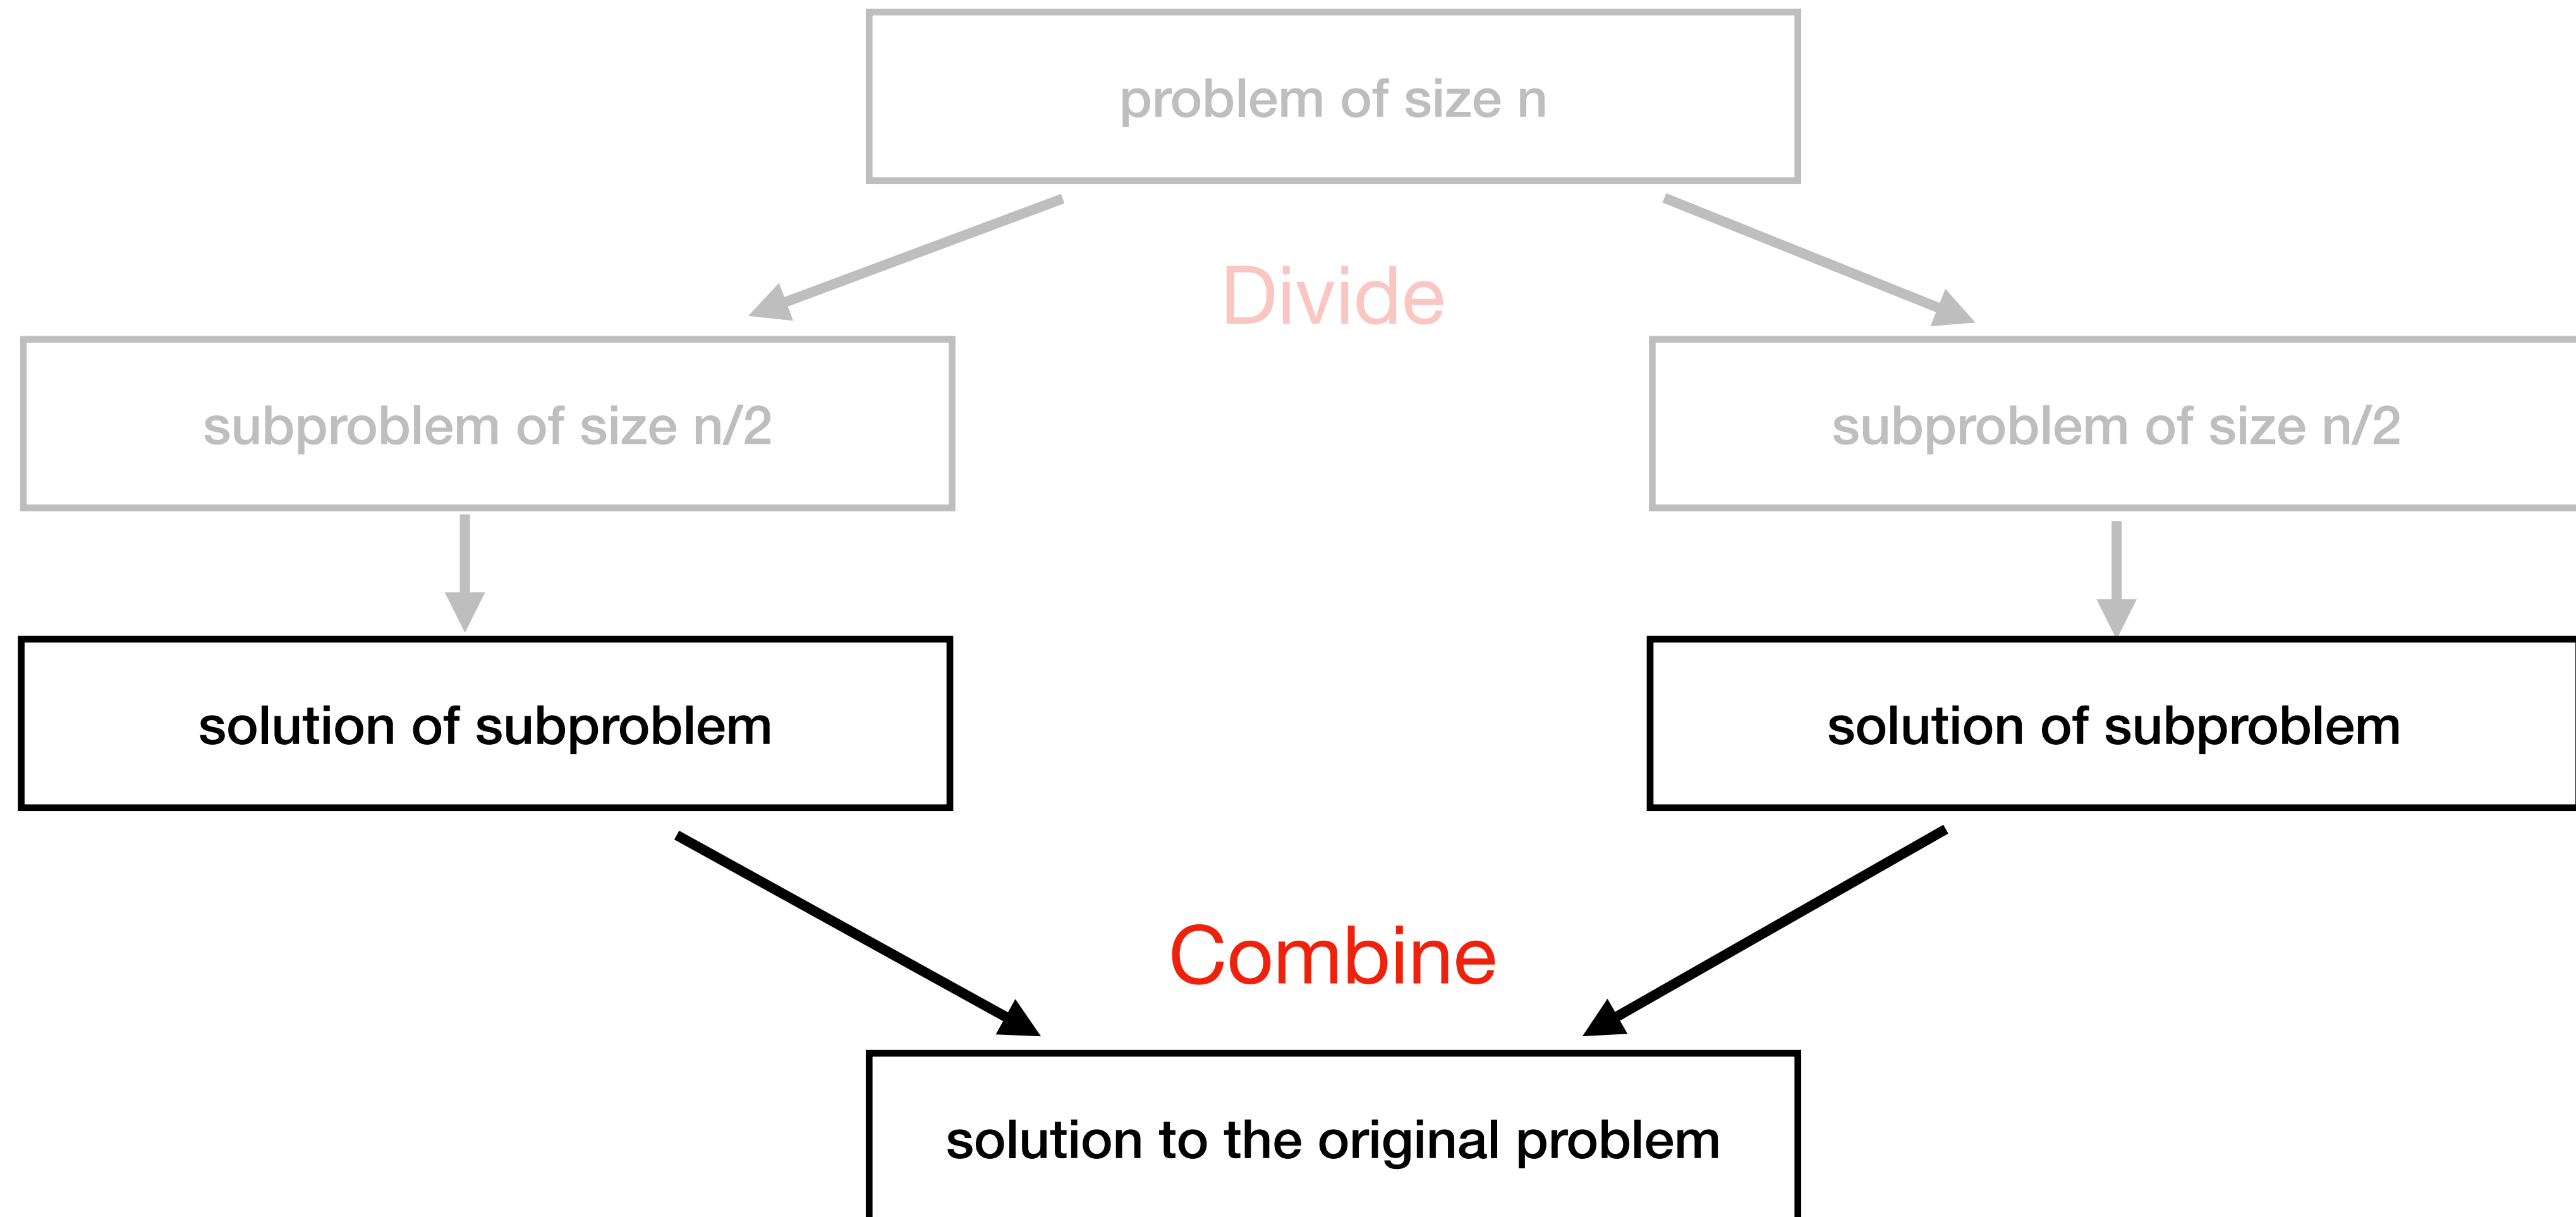 problem of size n
Divide
subproblem of size n/2
subproblem of size n/2
solution of subproblem
solution of subproblem
Combine
solution to the original problem